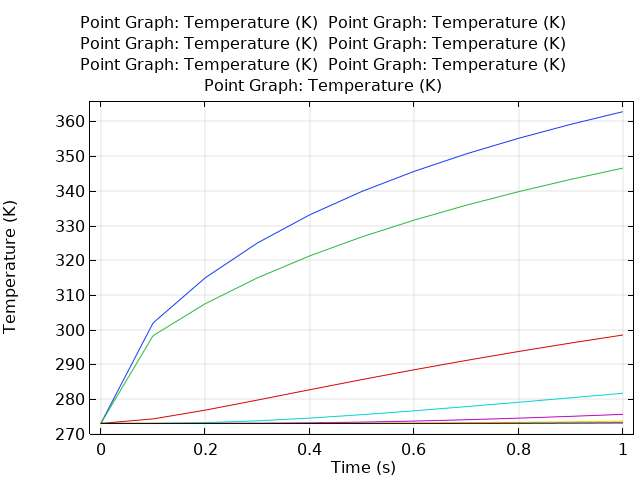 Point Graph: Temperature (K) Point Graph: Temperature (K)
Point Graph: Temperature (K) Point Graph: Temperature (K)
Point Graph: Temperature (K) Point Graph: Temperature (K)
Point Graph: Temperature (K)
Temperature (K)
360
350
340
330
320
310
300
290
280
270
0 0.2 0.4 0.6 0.8 1
Time (s)